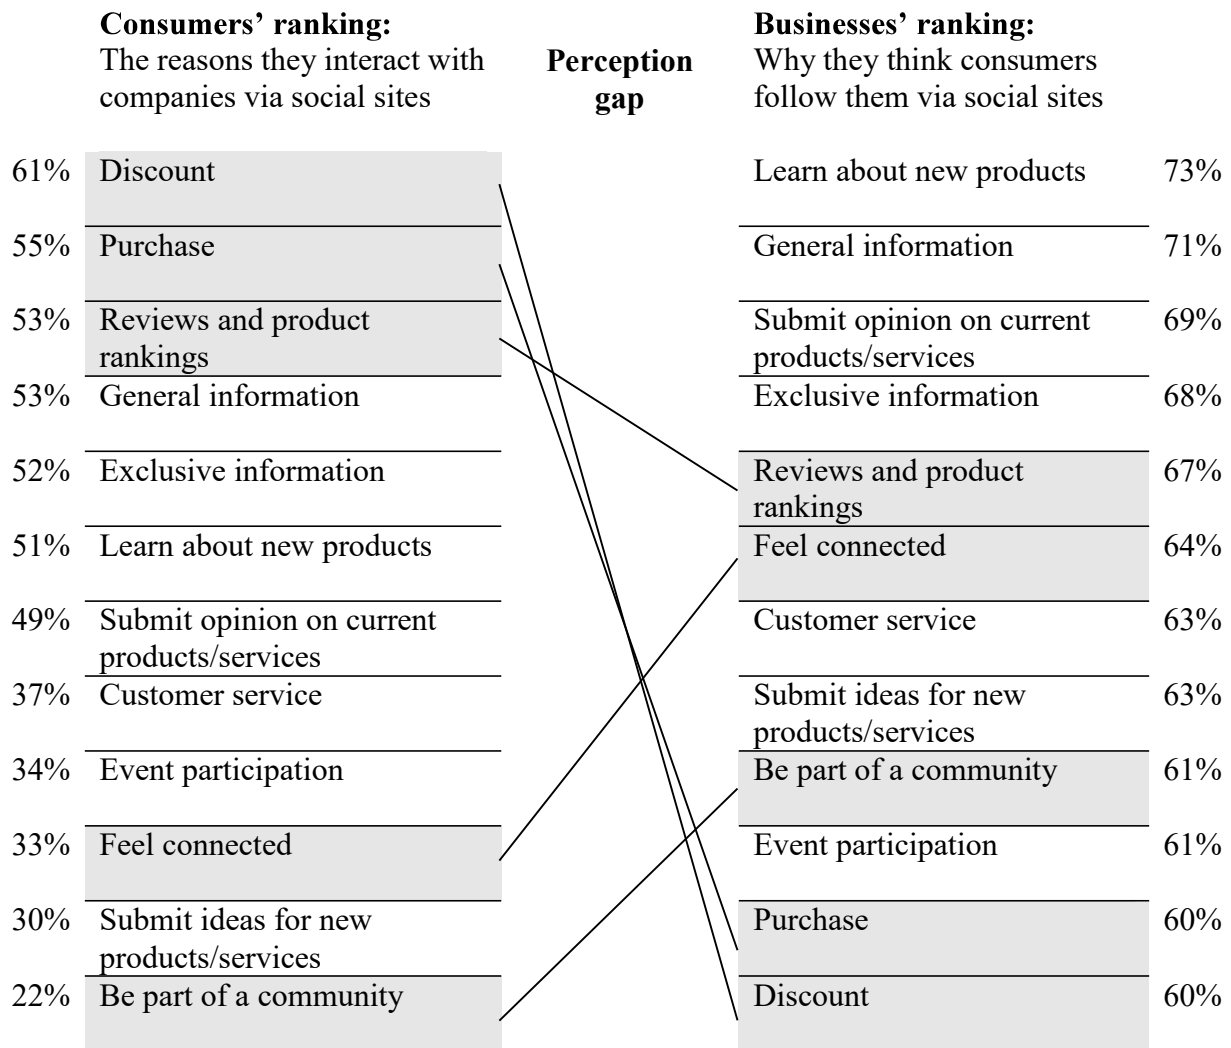 Consumers’ ranking:
The reasons they interact with
companies via social sites
Perception
gap
Businesses’ ranking:
Why they think consumers
follow them via social sites
61% Discount
55% Purchase
53% Reviews and product
rankings
53% General information
52% Exclusive information
51% Learn about new products
49% Submit opinion on current
products/services
37% Customer service
34% Event participation
33% Feel connected
30% Submit ideas for new
products/services
22% Be part of a community
Learn about new products 73%
General information 71%
Submit opinion on current 69%
products/services
Exclusive information 68%
Reviews and product 67%
rankings
Feel connected 64%
Customer service 63%
Submit ideas for new 63%
products/services
Be part of a community 61%
Event participation 61%
Purchase 60%
Discount 60%